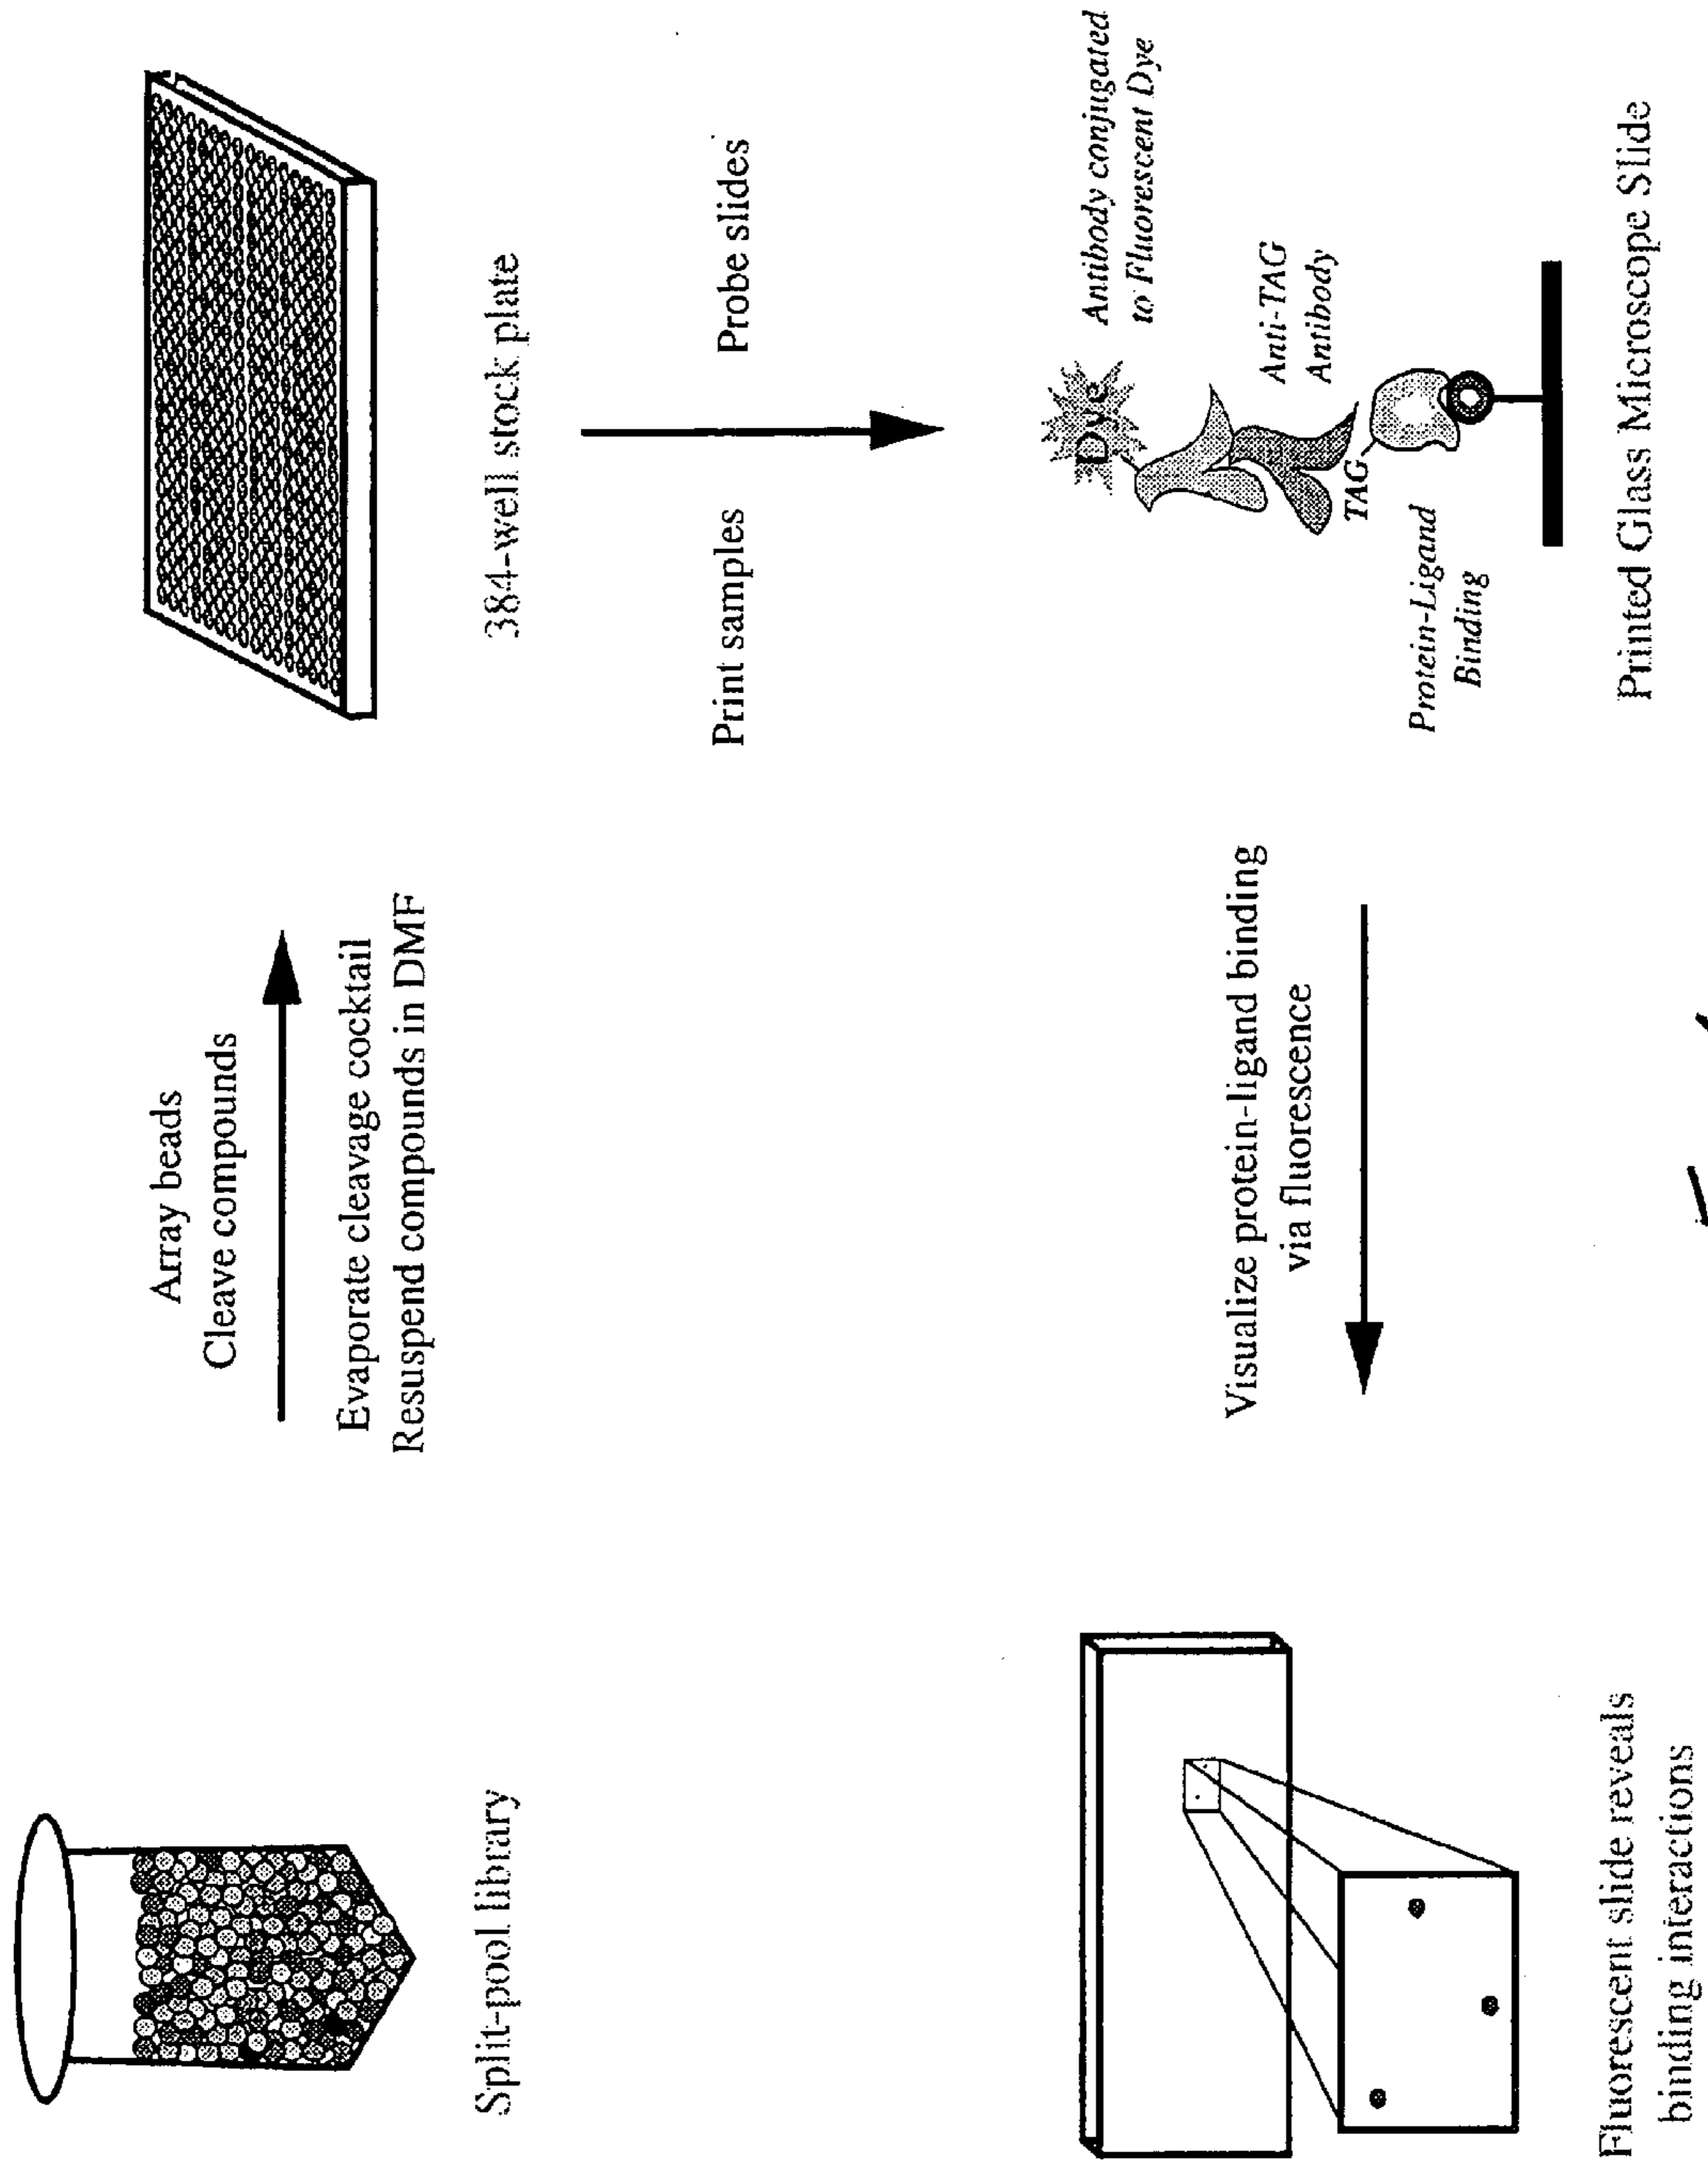 Split-pool library
Array beads
Cleave compounds
Evaporate cleavage cocktail
Resuspend compounds in DMF
384-well stock plate
Print samples
Probe slides
Dye
Antibody conjugated
to Fluorescent Dye
Anti-TAG
Antibody
TAG
Protein-Ligand
Binding
Printed Glass Microscope Slide
Visualize protein-ligand binding
via fluorescence
Fluorescent slide reveals
binding interactions